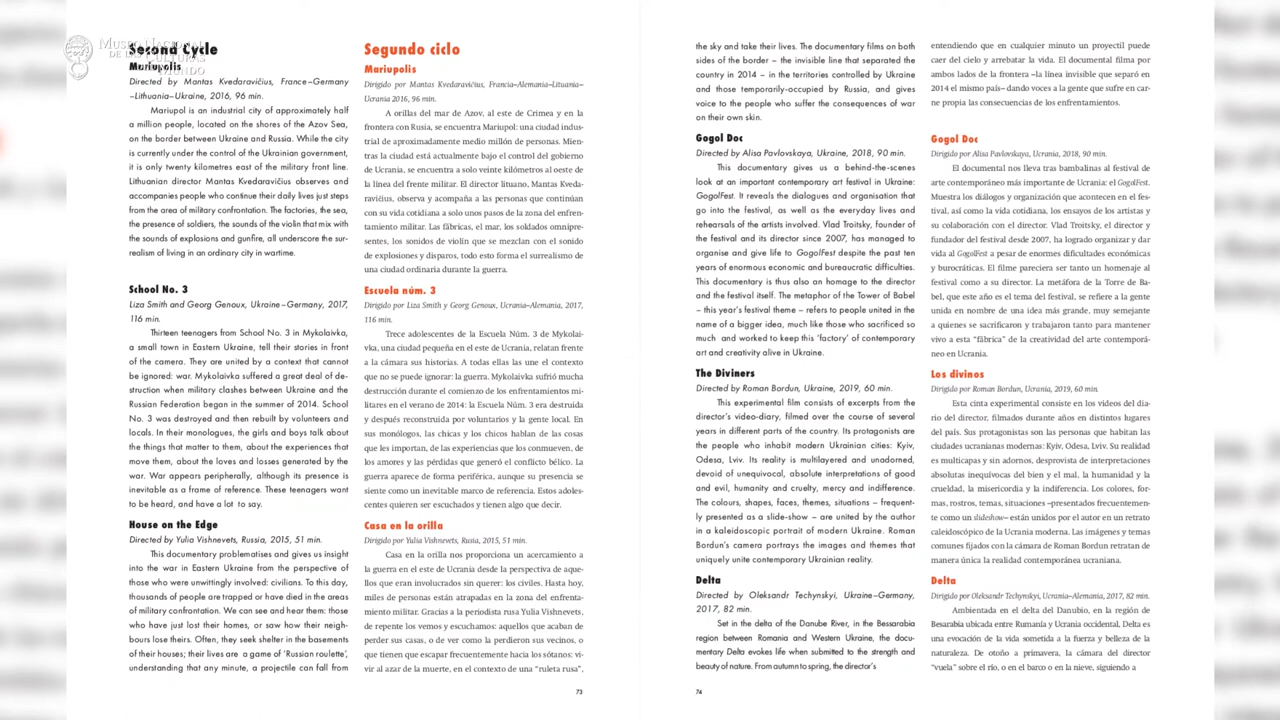 MUSEO NACIONAL
DE LAS CULTURAS
MUNDO
Second Cycle
Mariupolis
Directed by Mantas Kvedaravičius, France–Germany
–Lithuania–Ukraine, 2016, 96 min.
Mariupol is an industrial city of approximately half
a million people, located on the shores of the Azov Sea,
on the border between Ukraine and Russia. While the city
is currently under the control of the Ukrainian government,
it is only twenty kilometres east of the military front line.
Lithuanian director Mantas Kvedaravičius observes and
accompanies people who continue their daily lives just steps
from the area of military confrontation. The factories, the sea,
the presence of soldiers, the sounds of the violin that mix with
the sounds of explosions and gunfire, all underscore the sur-
realism of living in an ordinary city in wartime.
School No. 3
Liza Smith and Georg Genoux, Ukraine–Germany, 2017,
116 min.
Thirteen teenagers from School No. 3 in Mykolaivka,
a small town in Eastern Ukraine, tell their stories in front
of the camera. They are united by a context that cannot
be ignored: war. Mykolaivka suffered a great deal of de-
struction when military clashes between Ukraine and the
Russian Federation began in the summer of 2014. School
No. 3 was destroyed and then rebuilt by volunteers and
locals. In their monologues, the girls and boys talk about
the things that matter to them, about the experiences that
move them, about the loves and losses generated by the
war. War appears peripherally, although its presence is
inevitable as a frame of reference. These teenagers want
to be heard, and have a lot to say.
House on the Edge
Directed by Yulia Vishnevets, Russia, 2015, 51 min.
This documentary problematises and gives us insight
into the war in Eastern Ukraine from the perspective of
those who were unwittingly involved: civilians. To this day,
thousands of people are trapped or have died in the areas
of military confrontation. We can see and hear them: those
who have just lost their homes, or saw how their neigh-
bours lose theirs. Often, they seek shelter in the basements
of their houses; their lives are a game of 'Russian roulette',
understanding that any minute, a projectile can fall from
Segundo ciclo
Mariupolis
Dirigido por Mantas Kvedaravičius, Francia–Alemania–Lituania–
Ucrania 2016, 96 min.
A orillas del mar de Azov, al este de Crimea y en la
frontera con Rusia, se encuentra Mariupol: una ciudad indus-
trial de aproximadamente medio millón de personas. Mien-
tras la ciudad está actualmente bajo el control del gobierno
de Ucrania, se encuentra a solo veinte kilómetros al oeste de
la línea del frente militar. El director lituano, Mantas Kveda-
ravičius, observa y acompaña a las personas que continúan
con su vida cotidiana a solo unos pasos de la zona del enfren-
tamiento militar. Las fábricas, el mar, los soldados omnipre-
sentes, los sonidos de violín que se mezclan con el sonido
de explosiones y disparos, todo esto forma el surrealismo de
una ciudad ordinaria durante la guerra.
Escuela núm. 3
Dirigido por Liza Smith y Georg Genoux, Ucrania–Alemania, 2017,
116 min.
Trece adolescentes de la Escuela Núm. 3 de Mykolai-
vka, una ciudad pequeña en el este de Ucrania, relatan frente
a la cámara sus historias. A todas ellas las une el contexto
que no se puede ignorar: la guerra. Mykolaivka sufrió mucha
destrucción durante el comienzo de los enfrentamientos mi-
litares en el verano de 2014: la Escuela Núm. 3 era destruida
y después reconstruida por voluntarios y la gente local. En
sus monólogos, las chicas y los chicos hablan de las cosas
que les importan, de las experiencias que los conmueven, de
los amores y las pérdidas que generó el conflicto bélico. La
guerra aparece de forma periférica, aunque su presencia se
siente como un inevitable marco de referencia. Estos adoles-
centes quieren ser escuchados y tienen algo que decir.
Casa en la orilla
Dirigido por Yulia Vishnevets, Rusia, 2015, 51 min.
Casa en la orilla nos proporciona un acercamiento a
la guerra en el este de Ucrania desde la perspectiva de aque-
llos que eran involucrados sin querer: los civiles. Hasta hoy,
miles de personas están atrapadas en la zona del enfrenta-
miento militar. Gracias a la periodista rusa Yulia Vishnevets,
de repente los vemos y escuchamos: aquellos que acaban de
perder sus casas, o de ver como la perdieron sus vecinos, o
que tienen que escapar frecuentemente hacia los sótanos: vi-
vir al azar de la muerte, en el contexto de una "ruleta rusa",
73
the sky and take their lives. The documentary films on both
sides of the border – the invisible line that separated the
country in 2014 – in the territories controlled by Ukraine
and those temporarily-occupied by Russia, and gives
voice to the people who suffer the consequences of war
on their own skin.
Gogol Doc
Directed by Alisa Pavlovskaya, Ukraine, 2018, 90 min.
This documentary gives us a behind-the-scenes
look at an important contemporary art festival in Ukraine:
GogolFest. It reveals the dialogues and organisation that
go into the festival, as well as the everyday lives and
rehearsals of the artists involved. Vlad Troitsky, founder of
the festival and its director since 2007, has managed to
organise and give life to GogolFest despite the past ten
years of enormous economic and bureaucratic difficulties.
This documentary is thus also an homage to the director
and the festival itself. The metaphor of the Tower of Babel
– this year's festival theme – refers to people united in the
name of a bigger idea, much like those who sacrificed so
much and worked to keep this 'factory' of contemporary
art and creativity alive in Ukraine.
The Diviners
Directed by Roman Bordun, Ukraine, 2019, 60 min.
This experimental film consists of excerpts from the
director's video-diary, filmed over the course of several
years in different parts of the country. Its protagonists are
the people who inhabit modern Ukrainian cities: Kyiv,
Odesa, Lviv. Its reality is multilayered and unadorned,
devoid of unequivocal, absolute interpretations of good
and evil, humanity and cruelty, mercy and indifference.
The colours, shapes, faces, themes, situations – frequent-
ly presented as a slide-show – are united by the author
in a kaleidoscopic portrait of modern Ukraine. Roman
Bordun's camera portrays the images and themes that
uniquely unite contemporary Ukrainian reality.
Delta
Directed by Oleksandr Techynskyi, Ukraine–Germany,
2017, 82 min.
Set in the delta of the Danube River, in the Bessarabia
region between Romania and Western Ukraine, the docu-
mentary Delta evokes life when submitted to the strength and
beauty of nature. From autumn to spring, the director's
74
entendiendo que en cualquier minuto un proyectil puede
caer del cielo y arrebatar la vida. El documental filma por
ambos lados de la frontera –la línea invisible que separó en
2014 el mismo país– dando voces a la gente que sufre en car-
ne propia las consecuencias de los enfrentamientos.
Gogol Doc
Dirigido por Alisa Pavlovskaya, Ucrania, 2018, 90 min.
El documental nos lleva tras bambalinas al festival de
arte contemporáneo más importante de Ucrania: el GogolFest.
Muestra los diálogos y organización que acontecen en el fes-
tival, así como la vida cotidiana, los ensayos de los artistas y
su colaboración con el director. Vlad Troitsky, el director y
fundador del festival desde 2007, ha logrado organizar y dar
vida al GogolFest a pesar de enormes dificultades económicas
y burocráticas. El filme pareciera ser tanto un homenaje al
festival como a su director. La metáfora de la Torre de Ba-
bel, que este año es el tema del festival, se refiere a la gente
unida en nombre de una idea más grande, muy semejante
a quienes se sacrificaron y trabajaron tanto para mantener
vivo a esta "fábrica" de la creatividad del arte contemporá-
neo en Ucrania.
Los divinos
Dirigido por Roman Bordun, Ucrania, 2019, 60 min.
Esta cinta experimental consiste en los videos del dia-
rio del director, filmados durante años en distintos lugares
del país. Sus protagonistas son las personas que habitan las
ciudades ucranianas modernas: Kyiv, Odesa, Lviv. Su realidad
es multicapas y sin adornos, desprovista de interpretaciones
absolutas inequívocas del bien y el mal, la humanidad y la
crueldad, la misericordia y la indiferencia. Los colores, for-
mas, rostros, temas, situaciones –presentados frecuentemen-
te como un slideshow– están unidos por el autor en un retrato
caleidoscópico de la Ucrania moderna. Las imágenes y temas
comunes fijados con la cámara de Roman Bordun retratan de
manera única la realidad contemporánea ucraniana.
Delta
Dirigido por Oleksandr Techynskyi, Ucrania–Alemania, 2017, 82 min.
Ambientada en el delta del Danubio, en la región de
Besarabia ubicada entre Rumanía y Ucrania occidental, Delta es
una evocación de la vida sometida a la fuerza y belleza de la
naturaleza. De otoño a primavera, la cámara del director
"vuela" sobre el río, o en el barco o en la nieve, siguiendo a